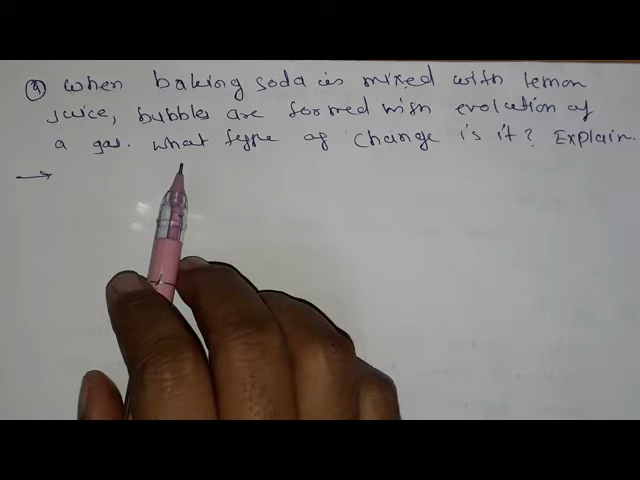 9) When baking soda is mixed with lemon
juice, bubbles are formed with evolution of
a gas. What type of change is it? Explain.
→